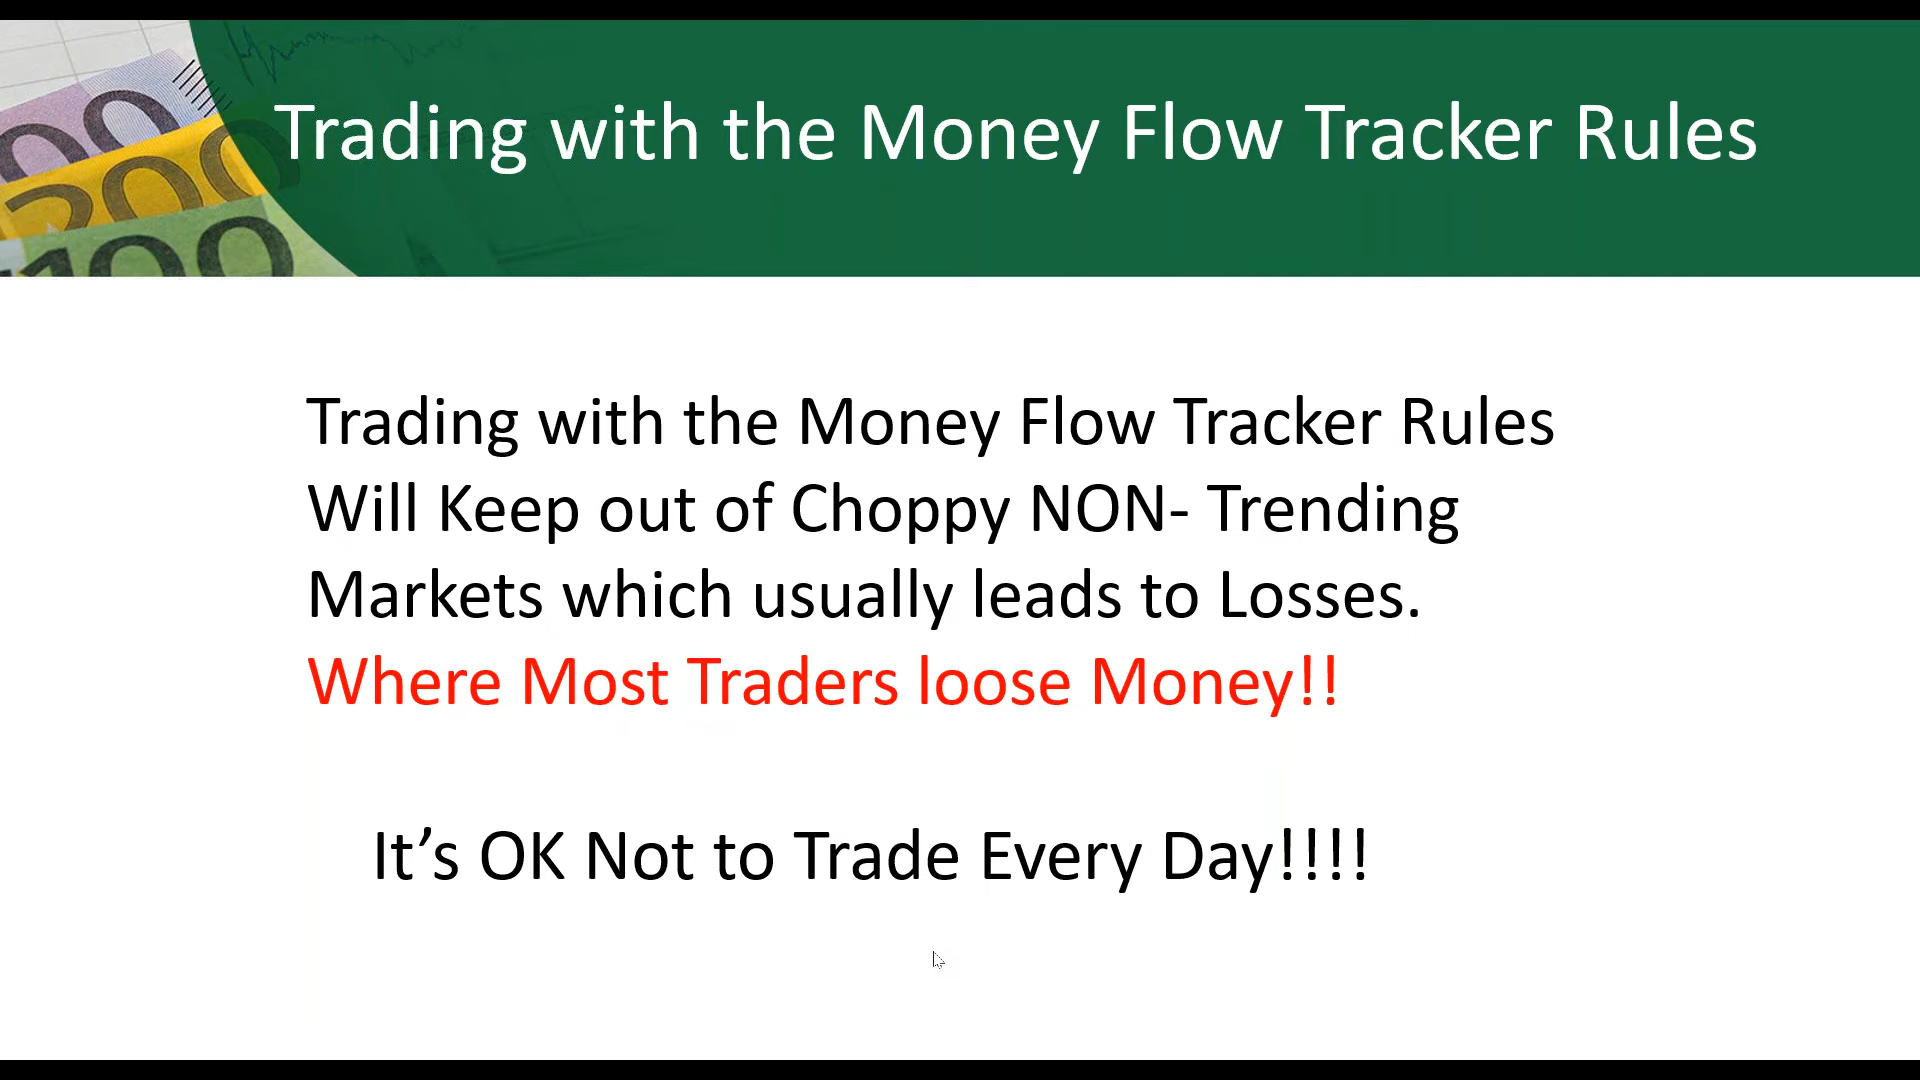 Trading with the Money Flow Tracker Rules
Trading with the Money Flow Tracker Rules
Will Keep out of Choppy NON- Trending
Markets which usually leads to Losses.
Where Most Traders loose Money!!
It’s OK Not to Trade Every Day!!!!
200
100